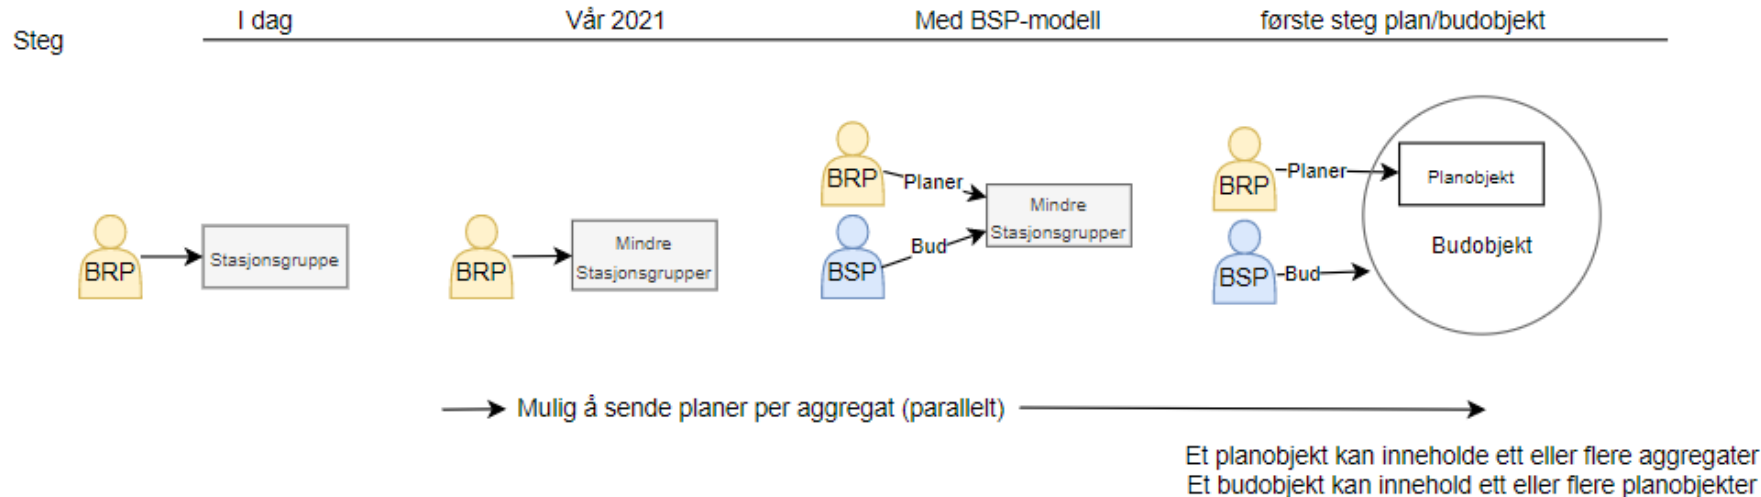 Steg
I dag
Vår 2021
Med BSP-modell
første steg plan/budobjekt
BRP
Stasjonsgruppe
BRP
Mindre
Stasjonsgrupper
BRP
Planer
BSP
Bud
Mindre
Stasjonsgrupper
BRP
Planer
Planobjekt
BSP
Bud
Budobjekt
Mulig å sende planer per aggregat (parallelt)
Et planobjekt kan inneholde ett eller flere aggregater
Et budobjekt kan innehold ett eller flere planobjekter